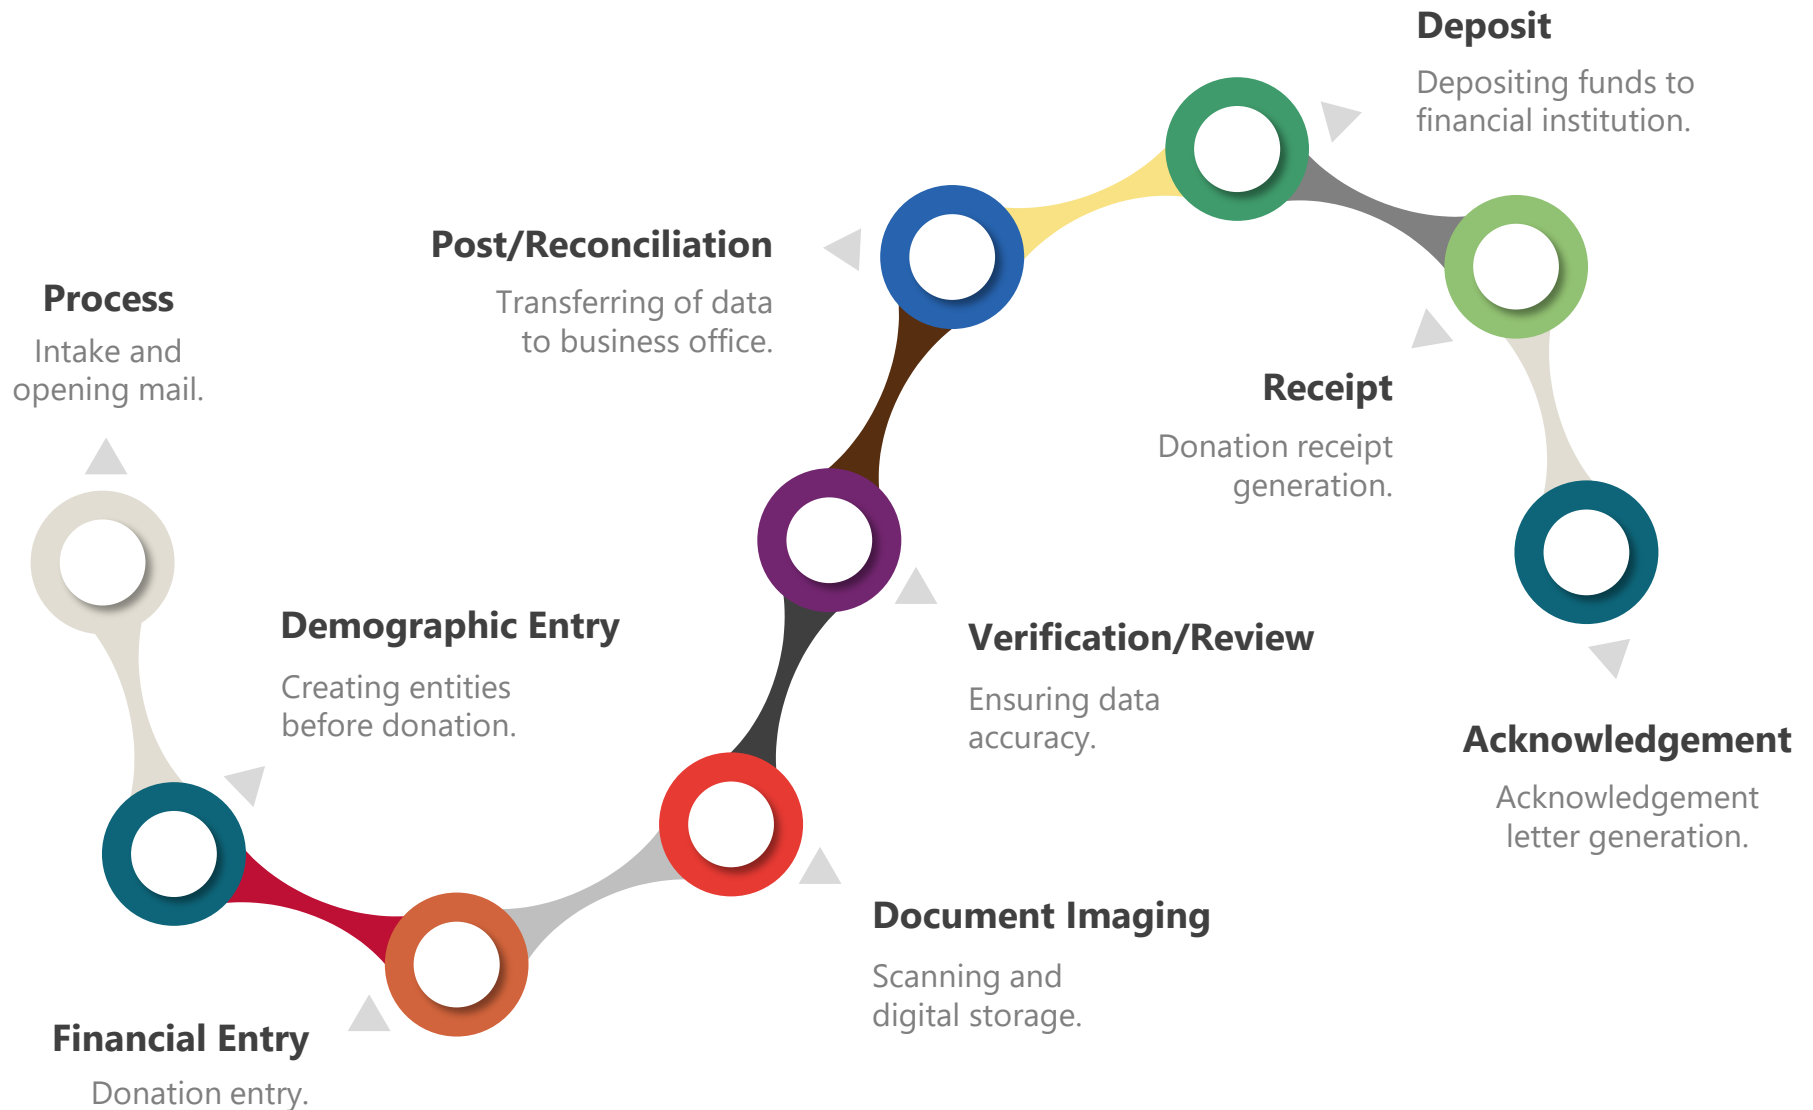 Process
Intake and
opening mail.
Demographic Entry
Creating entities
before donation.
Financial Entry
Donation entry.
Document Imaging
Scanning and
digital storage.
Verification/Review
Ensuring data
accuracy.
Post/Reconciliation
Transferring of data
to business office.
Deposit
Depositing funds to
financial institution.
Receipt
Donation receipt
generation.
Acknowledgement
Acknowledgement
letter generation.